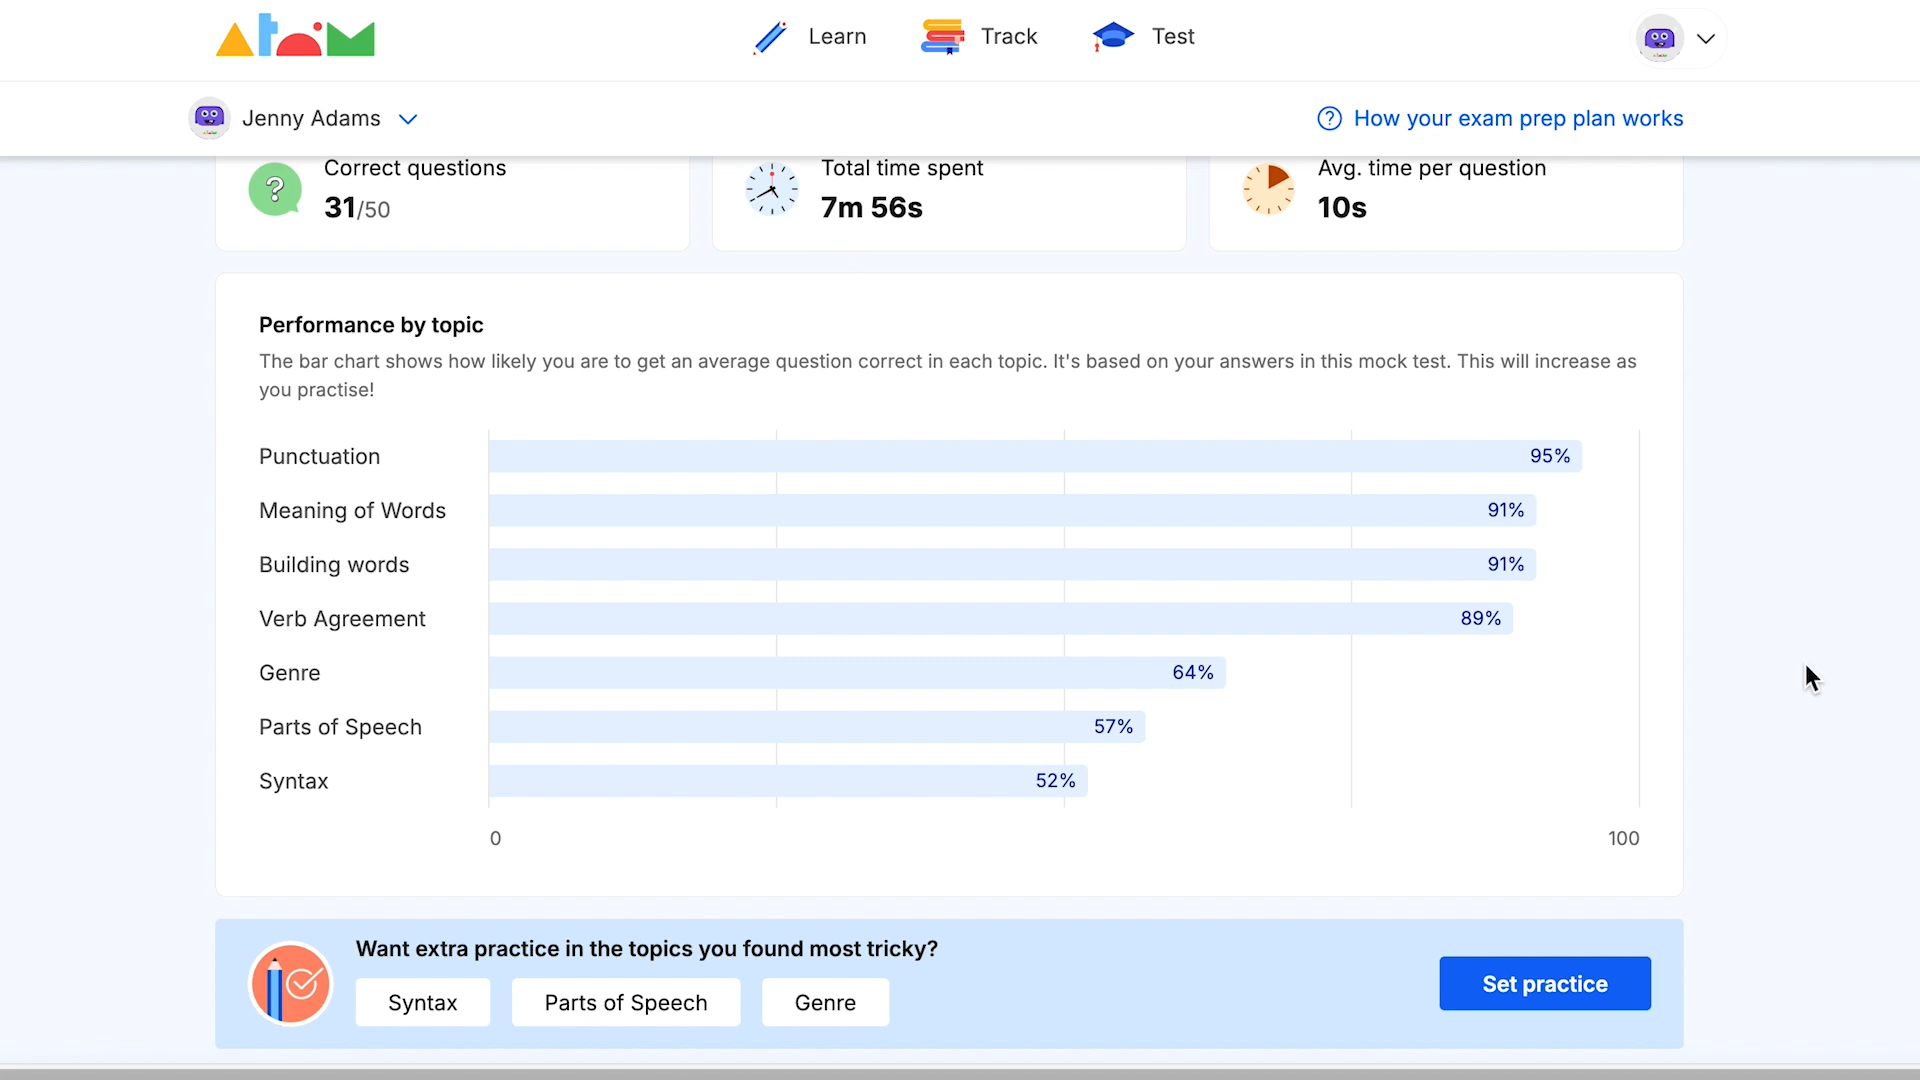 atom
Learn
Track
Test
Jenny Adams
How your exam prep plan works
Correct questions
31/50
Total time spent
7m 56s
Avg. time per question
10s
Performance by topic
The bar chart shows how likely you are to get an average question correct in each topic. It's based on your answers in this mock test. This will increase as
you practise!
Punctuation 95%
Meaning of Words 91%
Building words 91%
Verb Agreement 89%
Genre 64%
Parts of Speech 57%
Syntax 52%
0 100
Want extra practice in the topics you found most tricky?
Syntax Parts of Speech Genre
Set practice